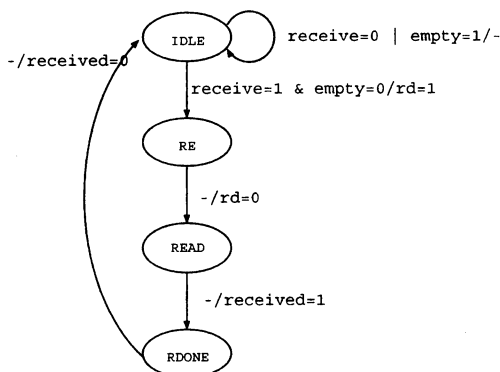 IDLE
receive=0 | empty=1/-
-/received=0
receive=1 & empty=0/rd=1
RE
-/rd=0
READ
-/received=1
RDONE